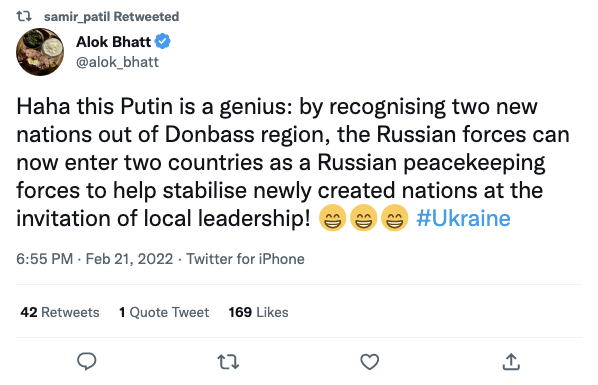 samir_patil Retweeted
Alok Bhatt
@alok_bhatt
Haha this Putin is a genius: by recognising two new
nations out of Donbass region, the Russian forces can
now enter two countries as a Russian peacekeeping
forces to help stabilise newly created nations at the
invitation of local leadership! 😁😁😁 #Ukraine
6:55 PM · Feb 21, 2022 · Twitter for iPhone
42 Retweets 1 Quote Tweet 169 Likes